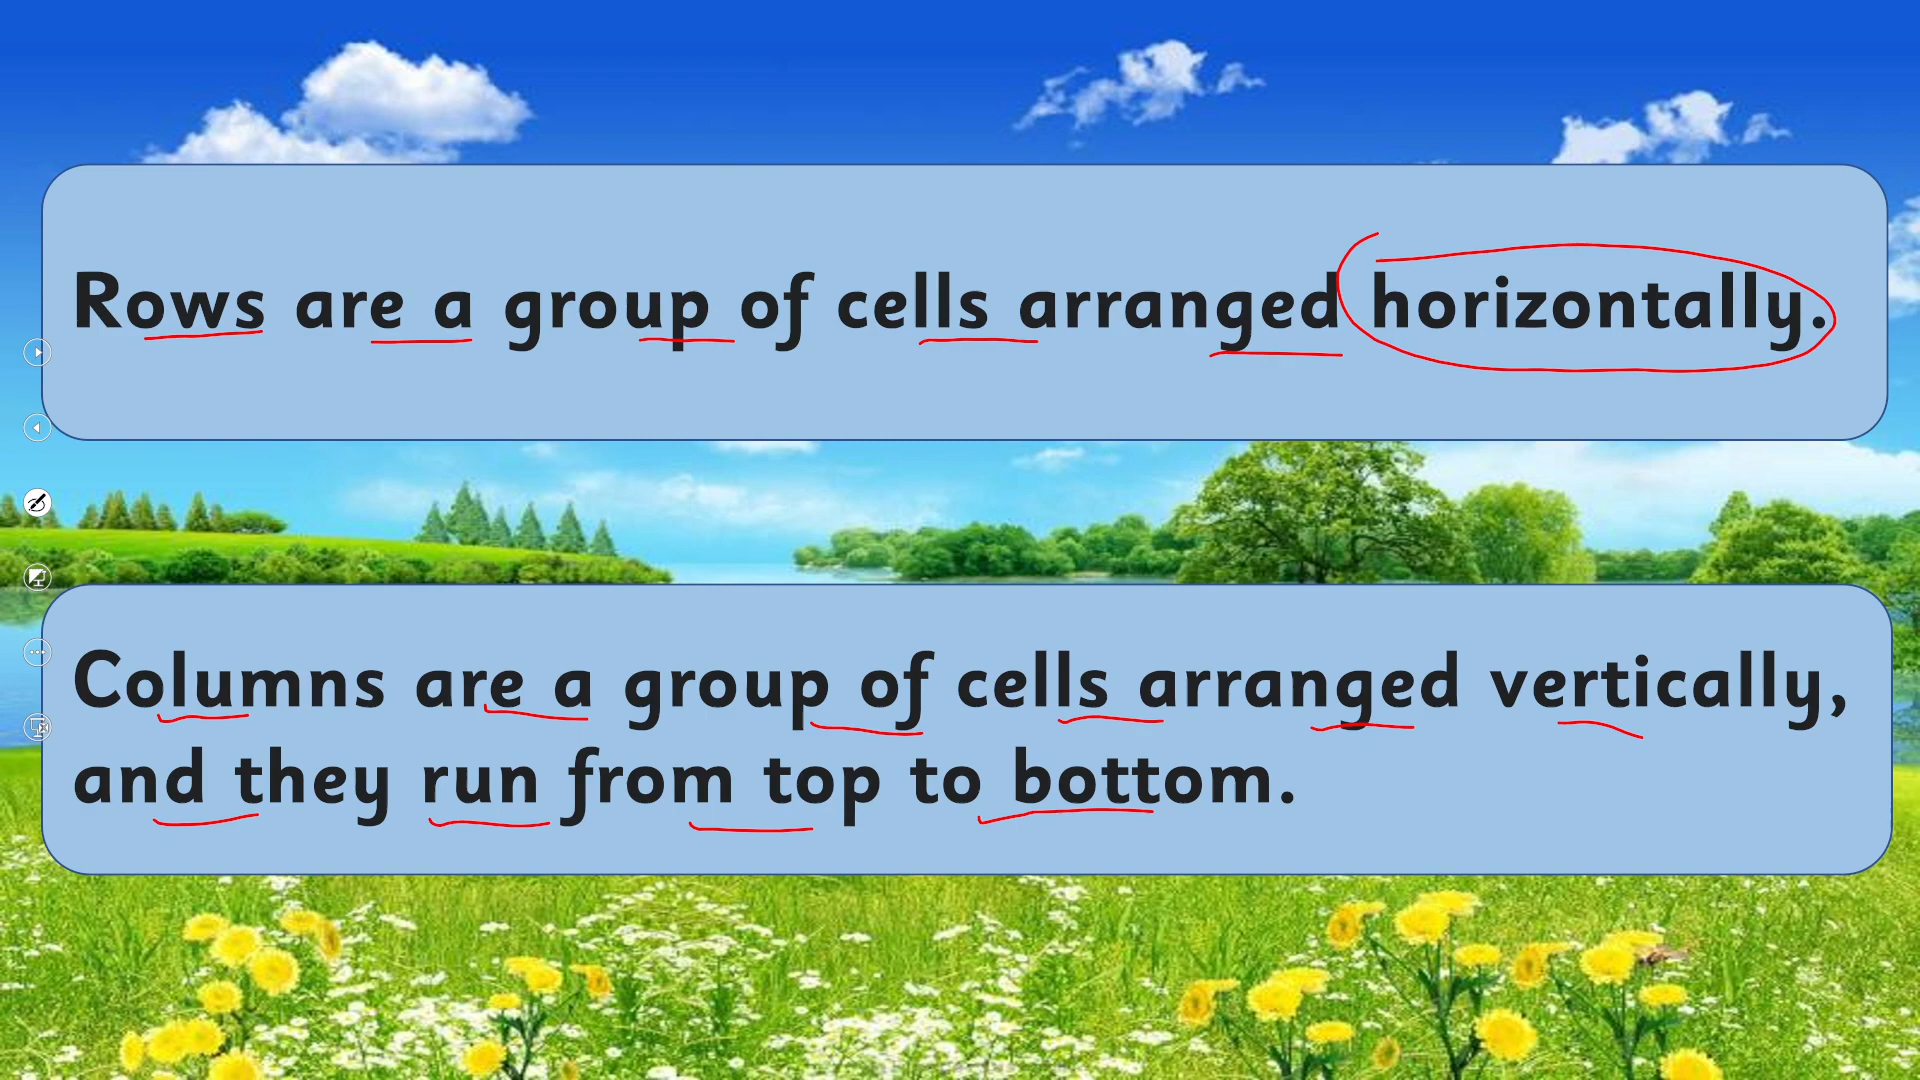 Rows are a group of cells arranged horizontally.
Columns are a group of cells arranged vertically,
and they run from top to bottom.